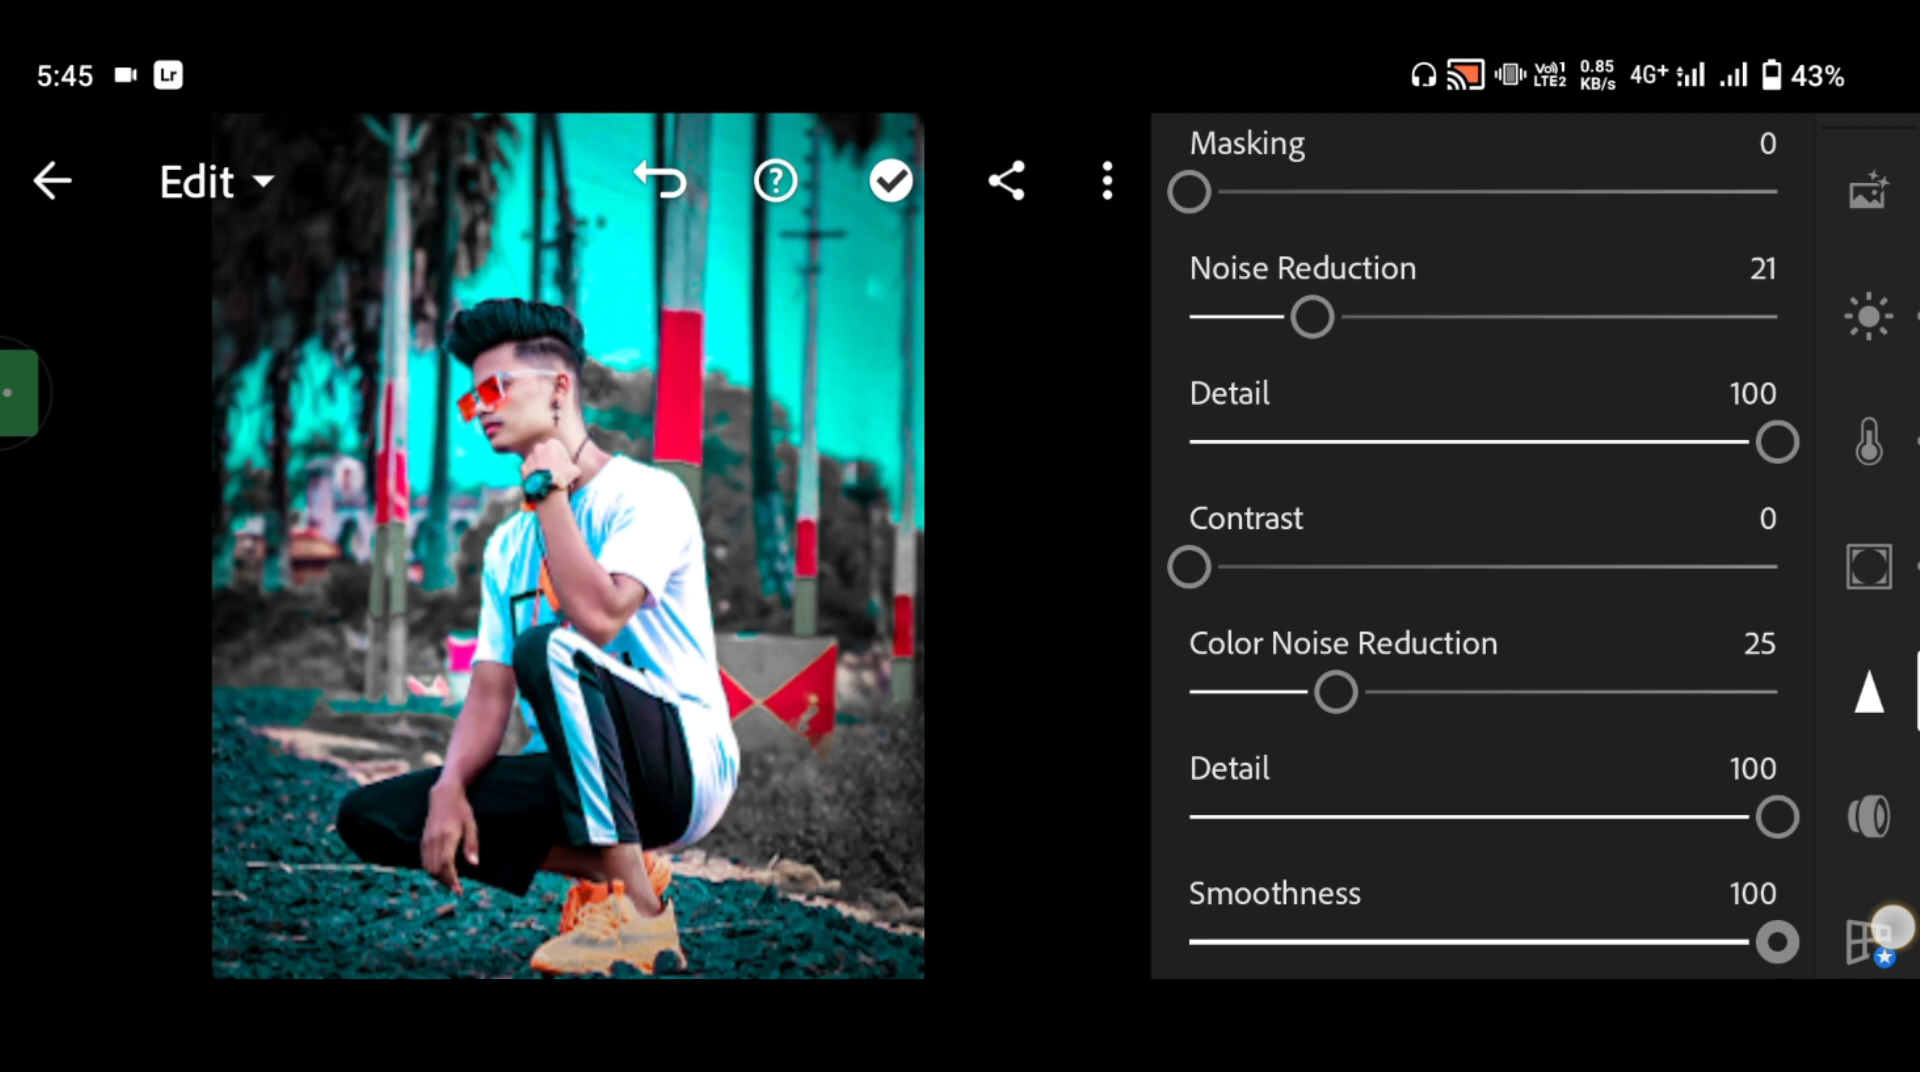 5:45
Lr
Vo))1
LTE2
0.85
KB/s
4G+
43%
Edit
?
Masking 0
Noise Reduction 21
Detail 100
Contrast 0
Color Noise Reduction 25
Detail 100
Smoothness 100